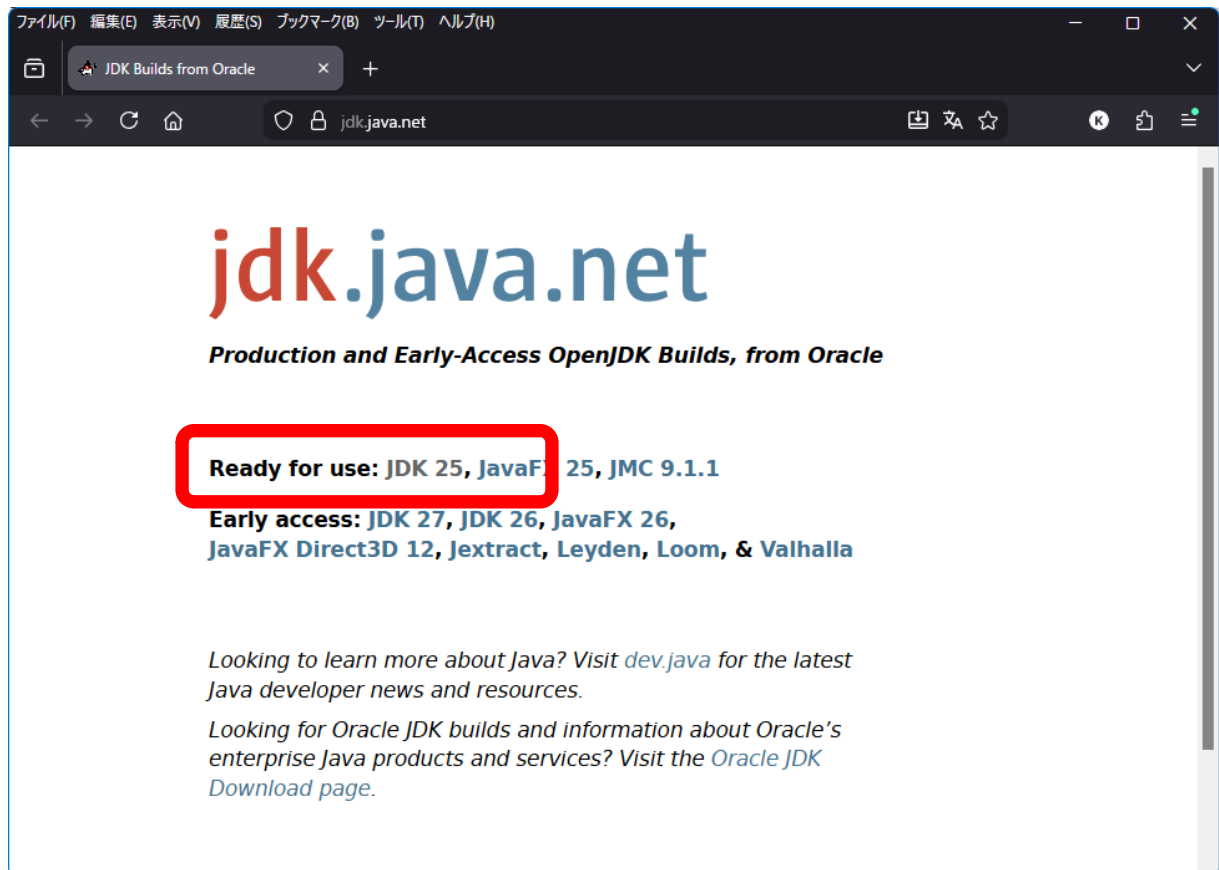 ファイル(F) 編集(E) 表示(V) 履歴(S) ブックマーク(B) ツール(T) ヘルプ(H)
JDK Builds from Oracle
jdk.java.net
jdk.java.net
Production and Early-Access OpenJDK Builds, from Oracle
Ready for use: JDK 25, JavaFX 25, JMC 9.1.1
Early access: JDK 27, JDK 26, JavaFX 26,
JavaFX Direct3D 12, Jextract, Leyden, Loom, & Valhalla
Looking to learn more about Java? Visit dev.java for the latest
Java developer news and resources.
Looking for Oracle JDK builds and information about Oracle’s
enterprise Java products and services? Visit the Oracle JDK
Download page.